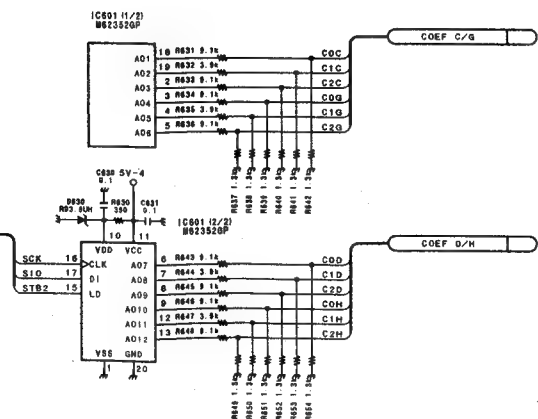 IC601 (1/2)
M62352GP
COEF C/G
AO1 18 R631 9.1k C0C
AO2 19 R632 3.9k C1C
AO3 2 R633 9.1k C2C
AO4 3 R634 9.1k C0G
AO5 4 R635 3.9k C1G
AO6 5 R636 9.1k C2G
R637 1.3k
R638 1.3k
R639 1.3k
R640 1.3k
R641 1.3k
R642 1.3k
C630 5V-4
0.1
D630 R630 C631
390 0.1
10 11
IC601 (2/2)
M62352GP
COEF D/H
VDD VCC
SCK 16 CLK AO7 6 R643 9.1k C0D
SIO 17 DI AO8 7 R644 3.9k C1D
STB2 15 LD AO9 8 R645 9.1k C2D
AO10 9 R646 9.1k C0H
AO11 12 R647 3.9k C1H
AO12 13 R648 9.1k C2H
VSS GND
1 20
R649 1.3k
R650 1.3k
R651 1.3k
R652 1.3k
R653 1.3k
R654 1.3k